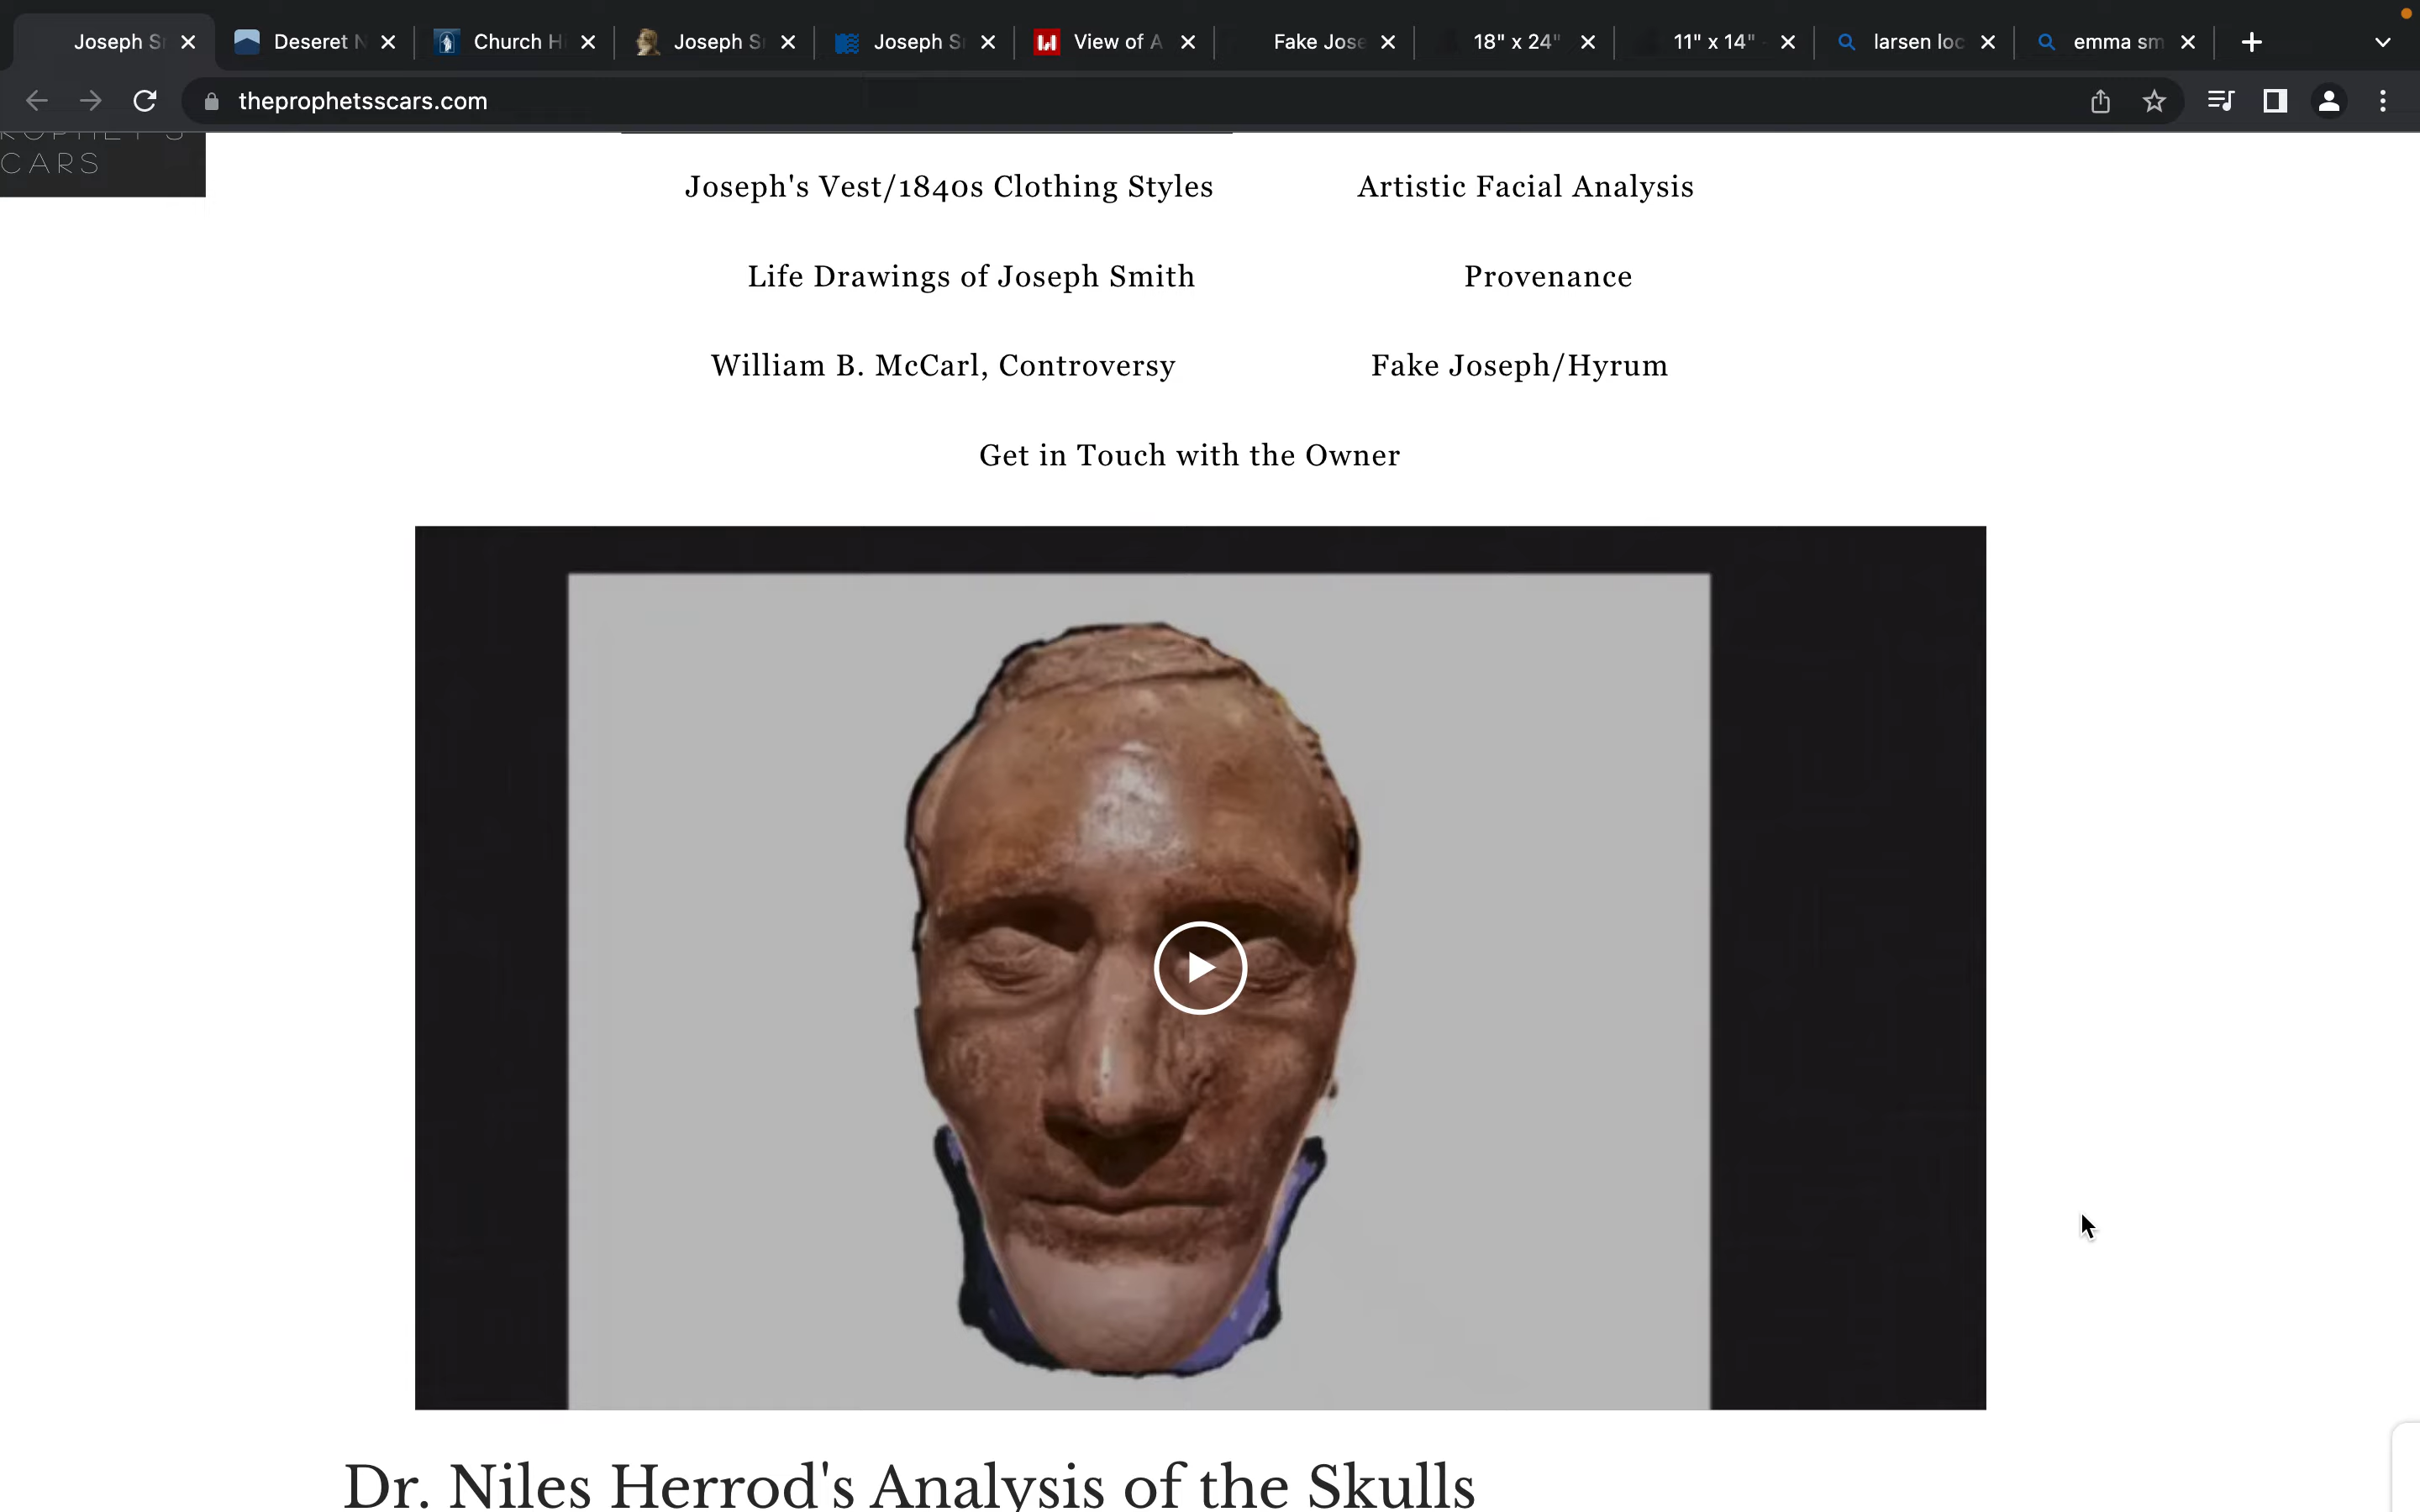 Joseph S
Deseret N
Church H
Joseph S
Joseph S
View of A
Fake Jose
18" x 24"
11" x 14"
larsen loc
emma sm
theprophetsscars.com
CARS
Joseph's Vest/1840s Clothing Styles
Artistic Facial Analysis
Life Drawings of Joseph Smith
Provenance
William B. McCarl, Controversy
Fake Joseph/Hyrum
Get in Touch with the Owner
Dr. Niles Herrod's Analysis of the Skulls